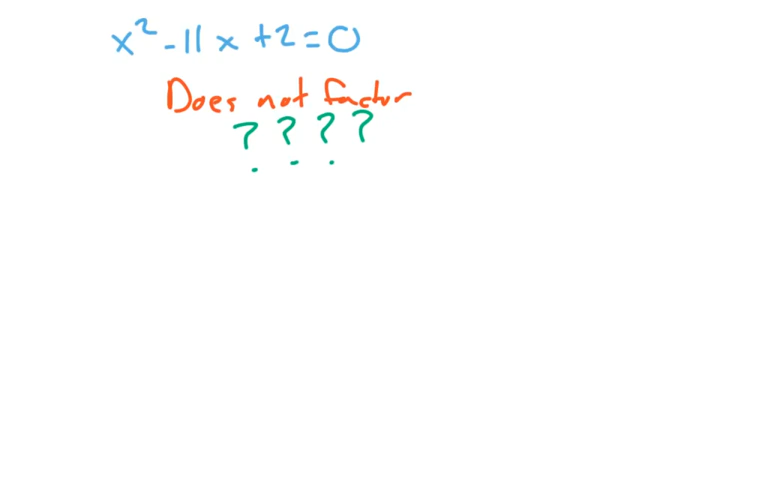 x² - 11x + 2 = 0
Does not factor
? ? ? ?